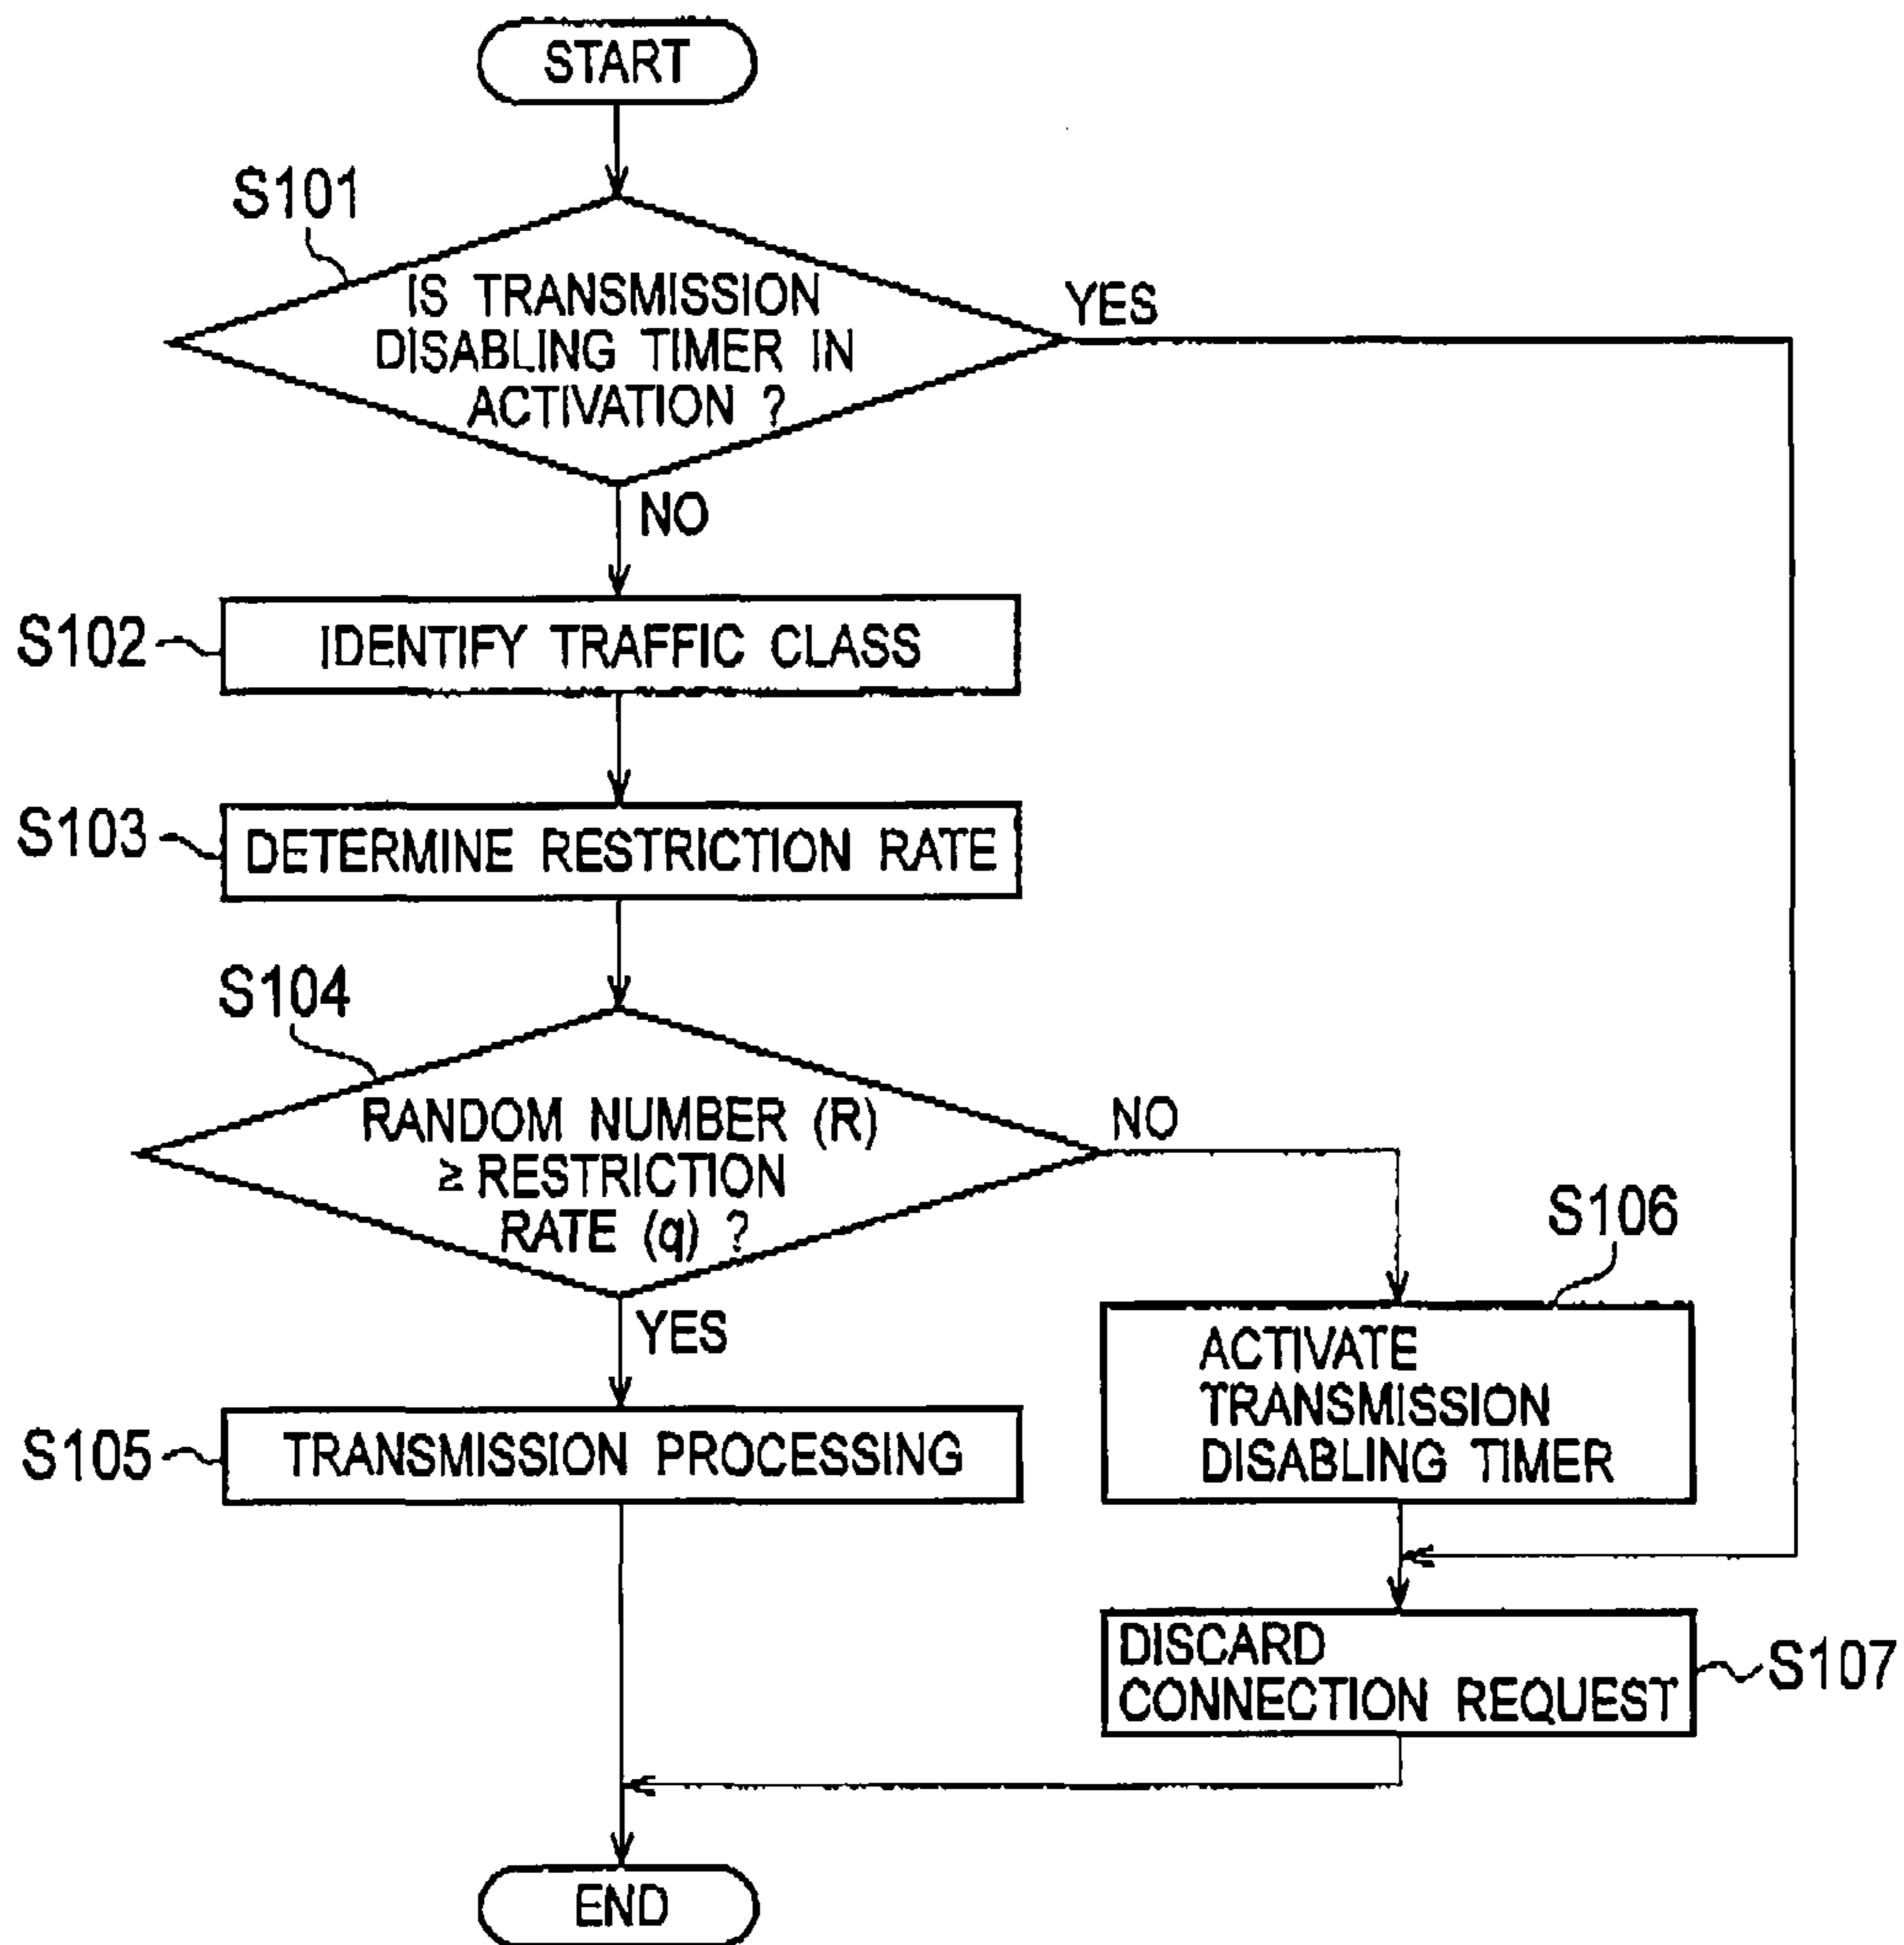 START
S101
IS TRANSMISSION
DISABLING TIMER IN
ACTIVATION ?
YES
NO
S102
IDENTIFY TRAFFIC CLASS
S103
DETERMINE RESTRICTION RATE
S104
RANDOM NUMBER (R)
≥ RESTRICTION
RATE (q) ?
NO
YES
S106
ACTIVATE
TRANSMISSION
DISABLING TIMER
S105
TRANSMISSION PROCESSING
DISCARD
CONNECTION REQUEST
S107
END